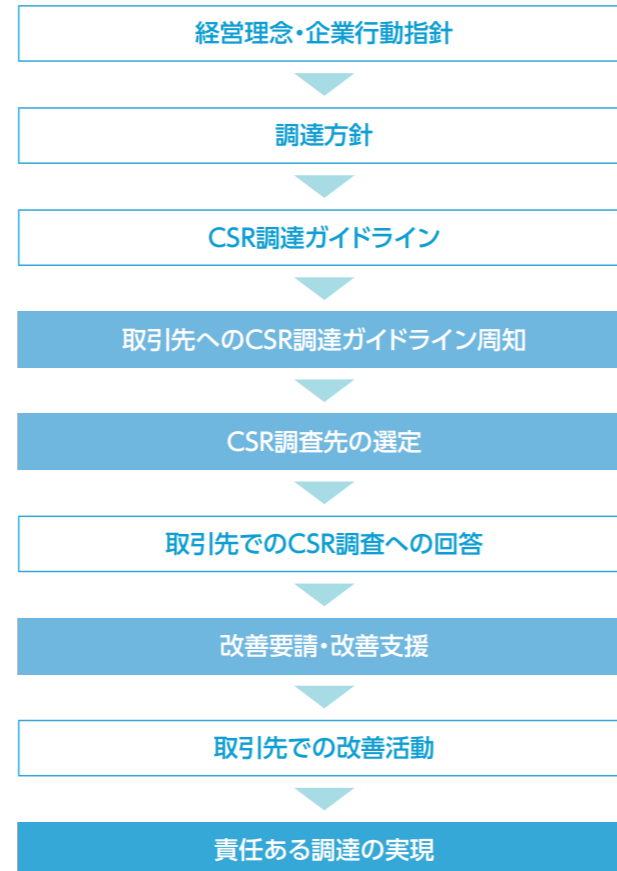 経営理念・企業行動指針
調達方針
CSR調達ガイドライン
取引先へのCSR調達ガイドライン周知
CSR調査先の選定
取引先でのCSR調査への回答
改善要請・改善支援
取引先での改善活動
責任ある調達の実現